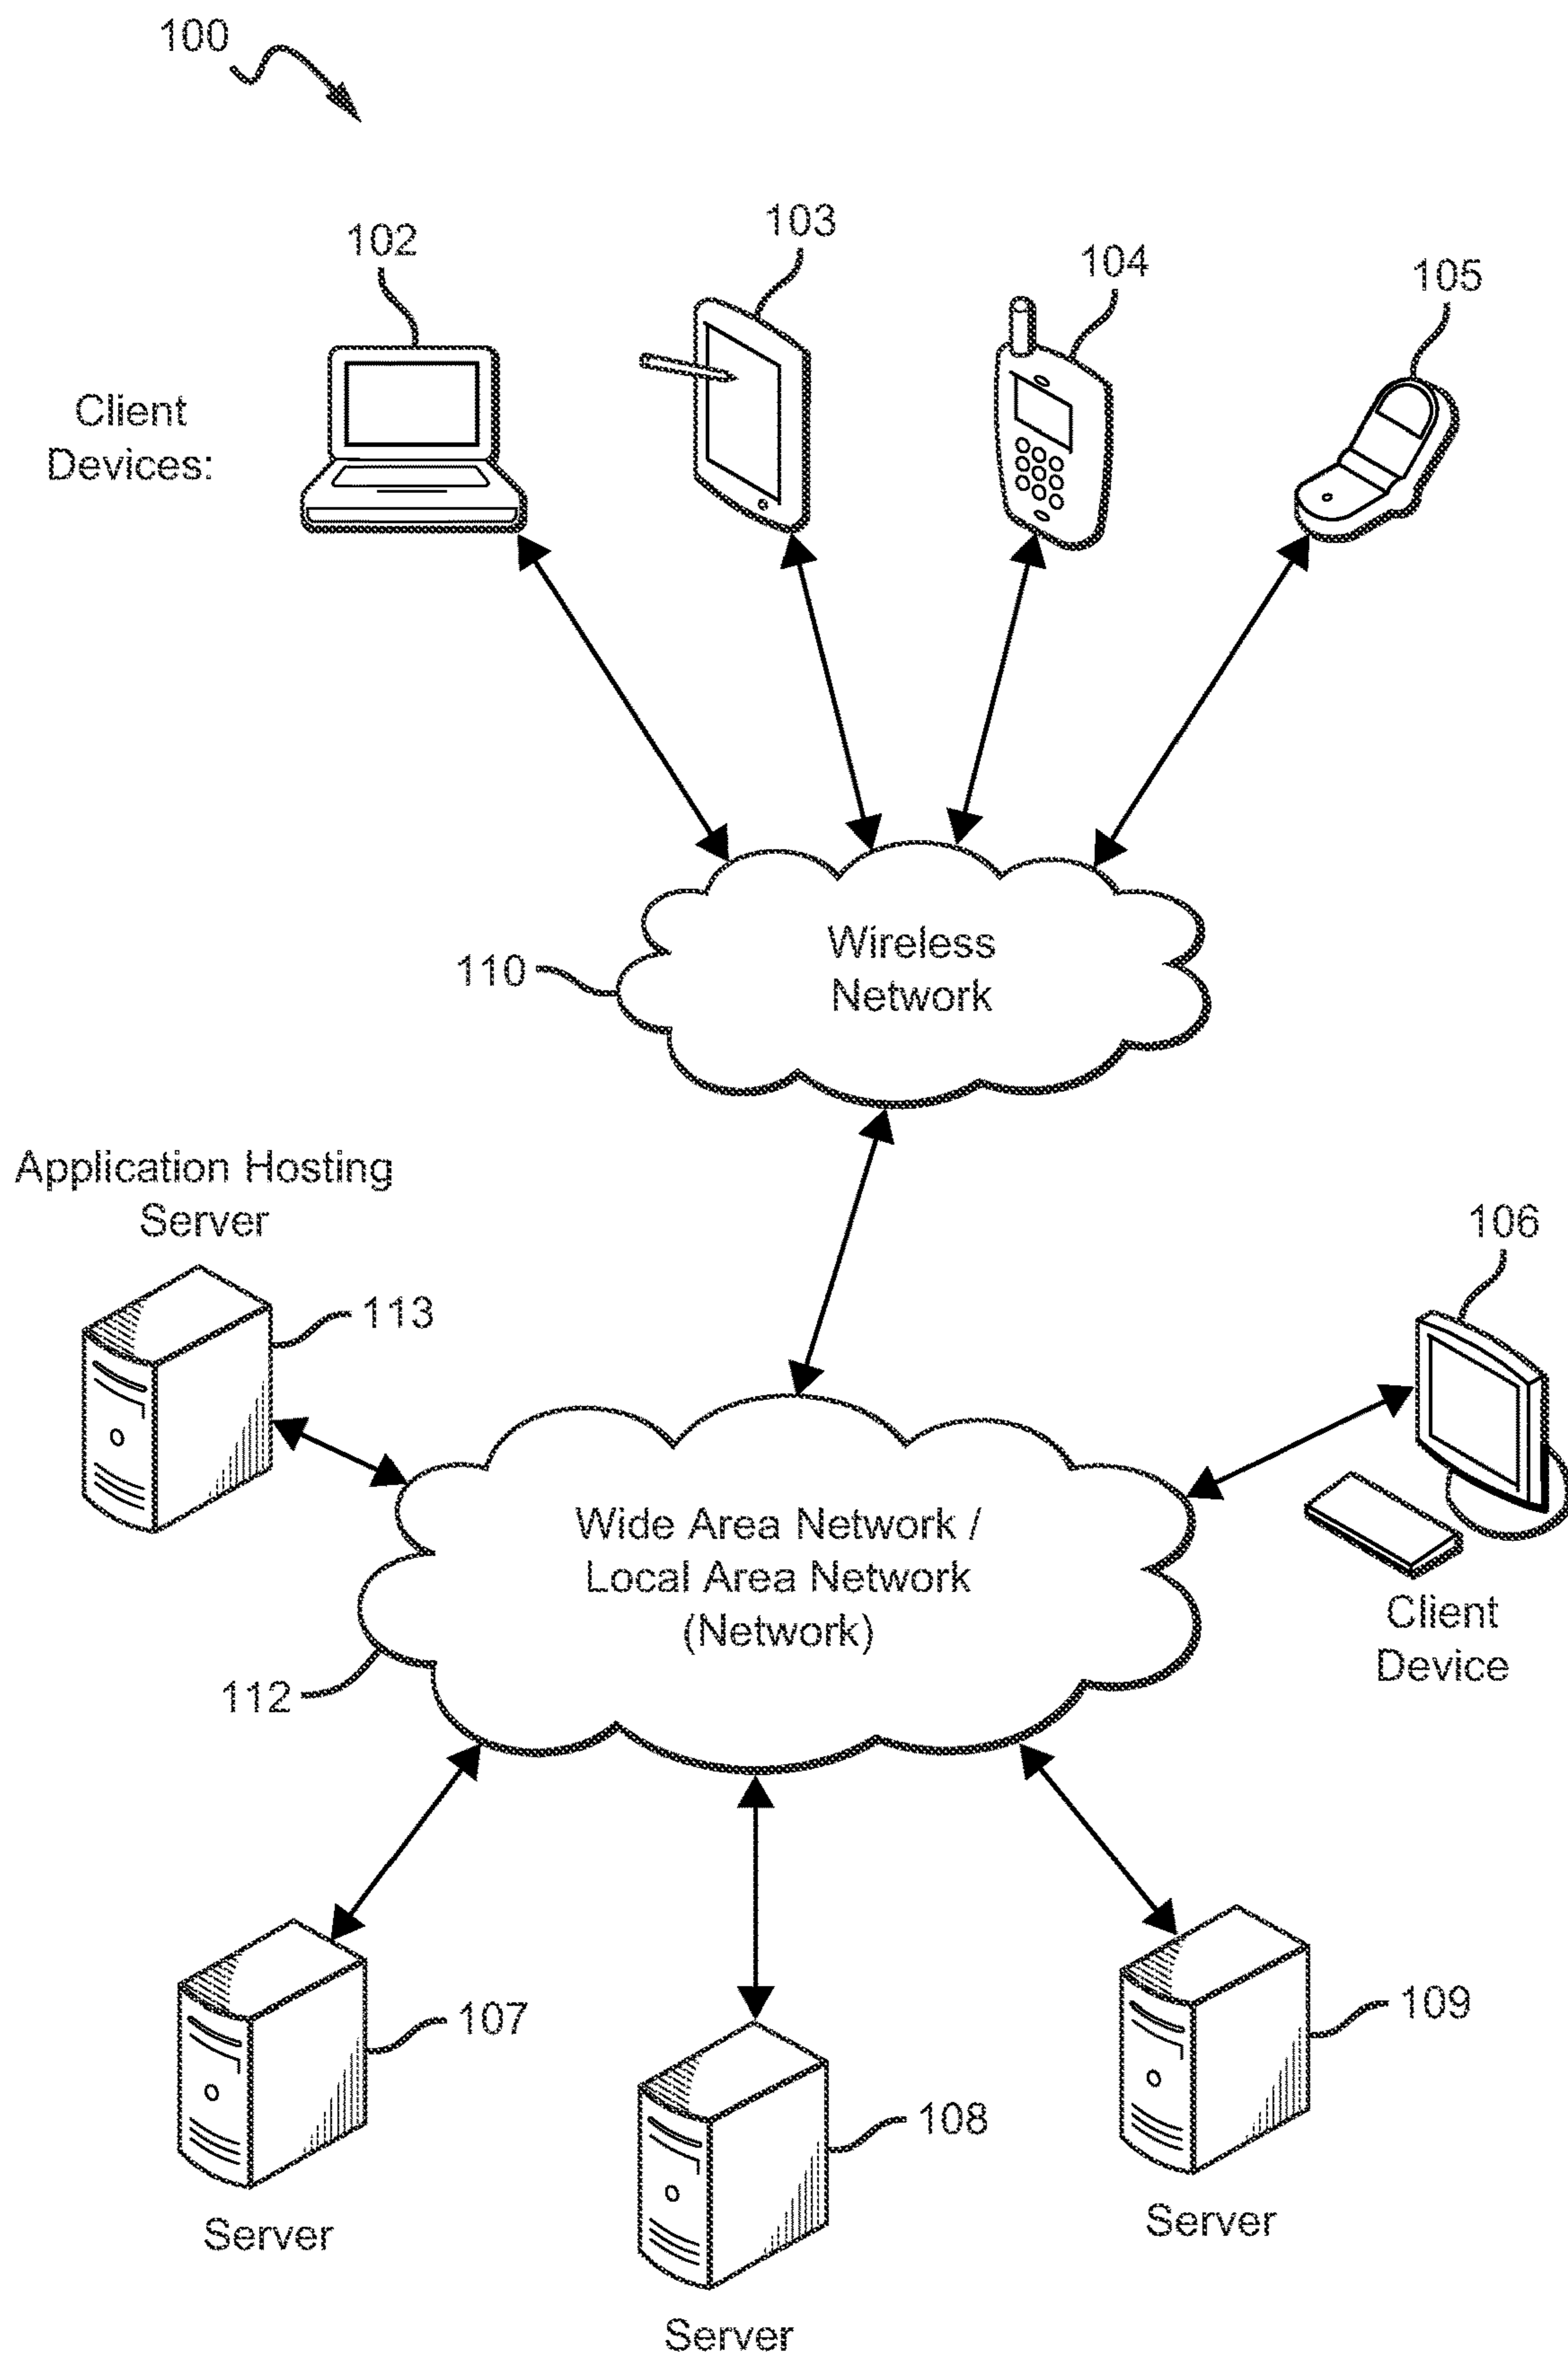 100
102
103
104
105
Client
Devices:
Wireless
Network
110
Application Hosting
Server
113
106
Wide Area Network /
Local Area Network
(Network)
112
Client
Device
107
108
109
Server
Server
Server